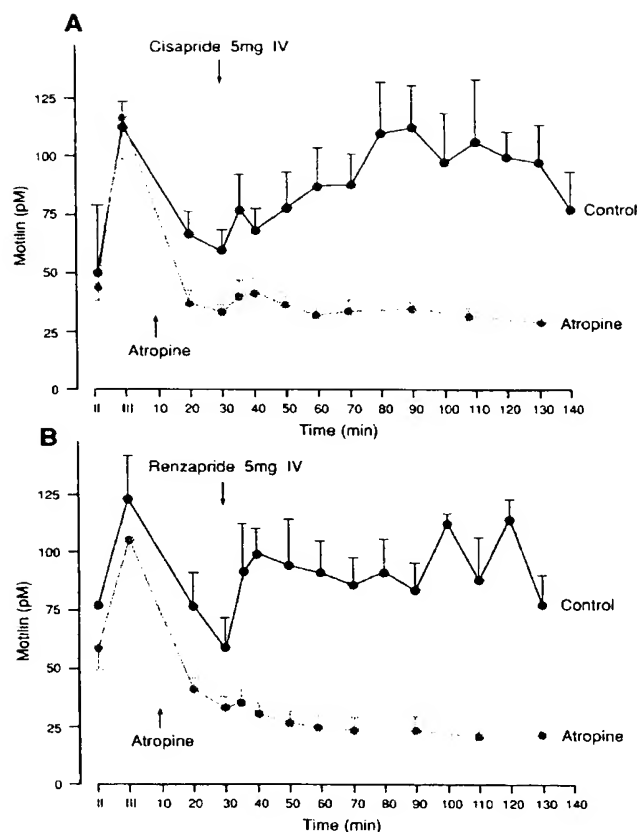 A
Cisapride 5mg IV
125
100
75
50
25
0
Motilin (pM)
Control
Atropine
Atropine
II III 10 20 30 40 50 60 70 80 90 100 110 120 130 140
Time (min)
B
Renzapride 5mg IV
125
100
75
50
25
0
Motilin (pM)
Control
Atropine
Atropine
II III 10 20 30 40 50 60 70 80 90 100 110 120 130 140
Time (min)